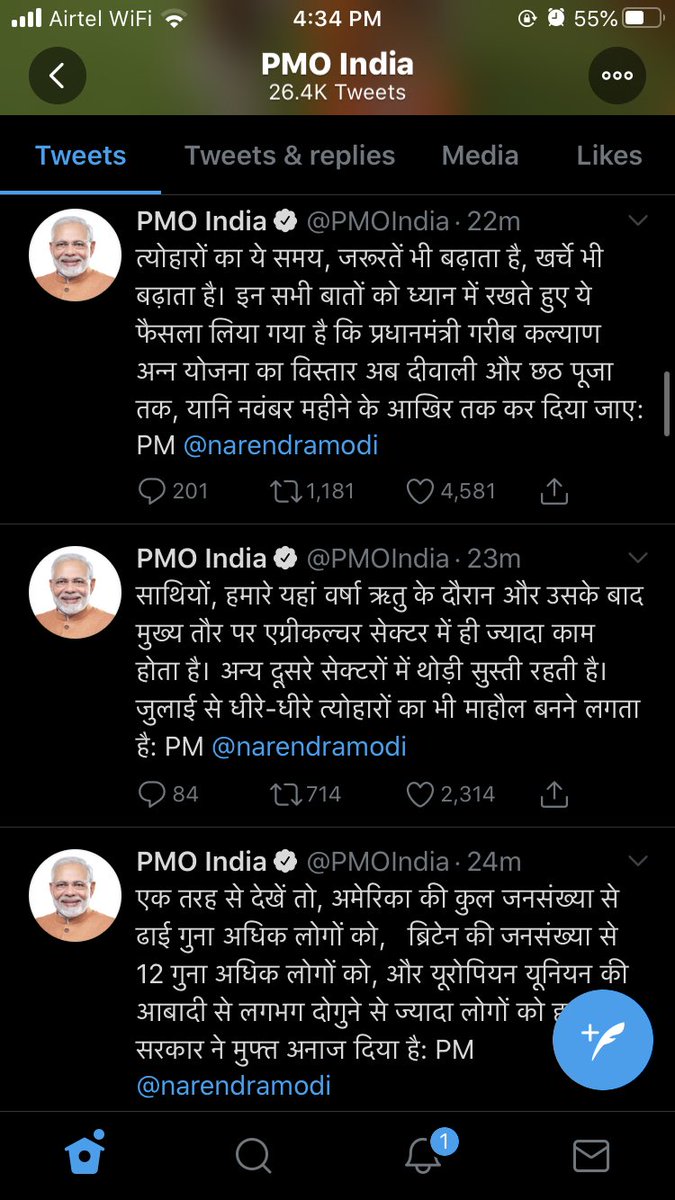 Airtel WiFi 4:34 PM 55%
PMO India
26.4K Tweets
Tweets Tweets & replies Media Likes
PMO India @PMOIndia · 22m
त्योहारों का ये समय, जरूरतें भी बढ़ाता है, खर्चे भी
बढ़ाता है। इन सभी बातों को ध्यान में रखते हुए ये
फैसला लिया गया है कि प्रधानमंत्री गरीब कल्याण
अन्न योजना का विस्तार अब दीवाली और छठ पूजा
तक, यानि नवंबर महीने के आखिर तक कर दिया जाए:
PM @narendramodi
201 1,181 4,581
PMO India @PMOIndia · 23m
साथियों, हमारे यहां वर्षा ऋतु के दौरान और उसके बाद
मुख्य तौर पर एग्रीकल्चर सेक्टर में ही ज्यादा काम
होता है। अन्य दूसरे सेक्टरों में थोड़ी सुस्ती रहती है।
जुलाई से धीरे-धीरे त्योहारों का भी माहौल बनने लगता
है: PM @narendramodi
84 714 2,314
PMO India @PMOIndia · 24m
एक तरह से देखें तो, अमेरिका की कुल जनसंख्या से
ढाई गुना अधिक लोगों को, ब्रिटेन की जनसंख्या से
12 गुना अधिक लोगों को, और यूरोपियन यूनियन की
आबादी से लगभग दोगुने से ज्यादा लोगों को
सरकार ने मुफ्त अनाज दिया है: PM
@narendramodi
1